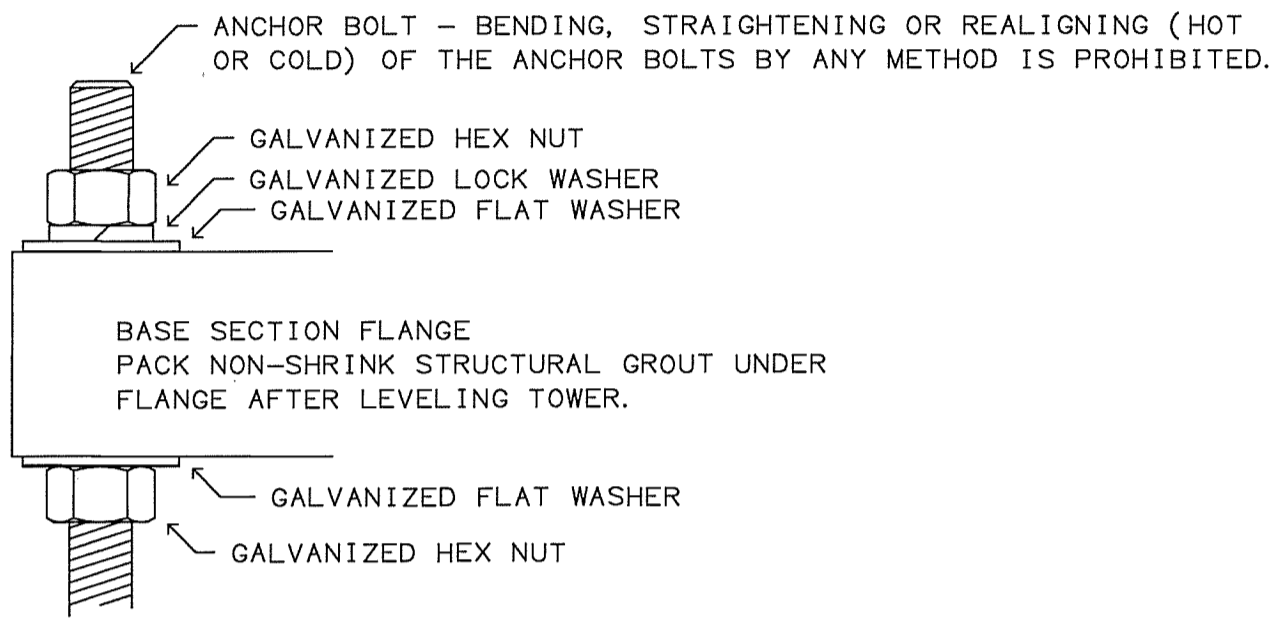 ANCHOR BOLT - BENDING, STRAIGHTENING OR REALIGNING (HOT
OR COLD) OF THE ANCHOR BOLTS BY ANY METHOD IS PROHIBITED.
GALVANIZED HEX NUT
GALVANIZED LOCK WASHER
GALVANIZED FLAT WASHER
BASE SECTION FLANGE
PACK NON-SHRINK STRUCTURAL GROUT UNDER
FLANGE AFTER LEVELING TOWER.
GALVANIZED FLAT WASHER
GALVANIZED HEX NUT